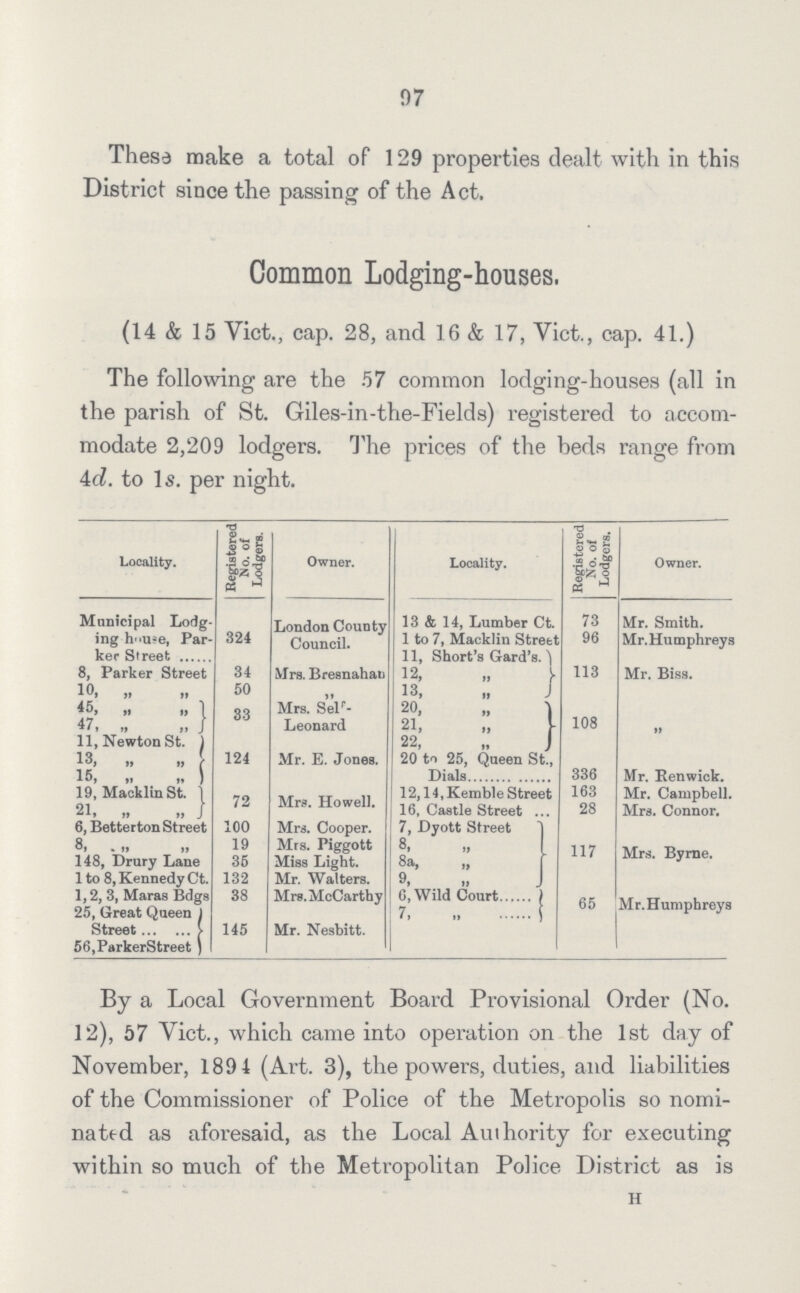 97
These make a total of 129 properties dealt with in this
District since the passing of the Act.
Common Lodging-houses.
(14 & 15 Vict., cap. 28, and 16 & 17, Vict., cap. 41.)
The following are the 57 common lodging-houses (all in
the parish of St. Giles-in-the-Fields) registered to accom-
modate 2,209 lodgers. The prices of the beds range from
4d. to 1s. per night.
Locality. Registered No. of Lodgers. Owner.
Municipal Lodg-
ing house, Par- 324 London County Council.
ker Street ......
8, Parker Street 34 Mrs. Bresnahan
10, „ „ 50 „
45, „ „ } 33 Mrs. Selr-
47, „ „ } Leonard
11, Newton St. }
13, „ „ } 124 Mr. E. Jones.
15, „ „ }
19, Macklin St. } 72 Mrs. Howell.
21, „ „ }
6, Betterton Street 100 Mrs. Cooper.
8, „ „ 19 Mrs. Piggott
148, Drury Lane 35 Miss Light.
1 to 8, Kennedy Ct. 132 Mr. Walters.
1, 2, 3, Maras Bdgs 38 Mrs. McCarthy
25, Great Queen }
Street ... ... } 145 Mr. Nesbitt.
56, Parker Street }
Locality. Registered No. of Lodgers. Owner.
13 & 14, Lumber Ct. 73 Mr. Smith.
1 to 7, Macklin Street 96 Mr. Humphreys
11, Short's Gard's. }
12, „ } 113 Mr. Biss.
13, „ }
20, „ }
21, „ } 108 „
22, „ }
20 to 25, Queen St.,
Dials.................. 336 Mr. Renwick.
12, 14, Kemble Street 163 Mr. Campbell.
16, Castle Street ... 28 Mrs. Connor.
7, Dyott Street }
8, „ } 117 Mrs. Byrne.
8a, „ }
9, „ }
6, Wild Court...... } 65 Mr. Humphreys
7, „ ...... }
By a Local Government Board Provisional Order (No.
12), 57 Vict., which came into operation on the 1st day of
November, 1894 (Art. 3), the powers, duties, and liabilities
of the Commissioner of Police of the Metropolis so nomi-
nated as aforesaid, as the Local Authority for executing
within so much of the Metropolitan Police District as is
H